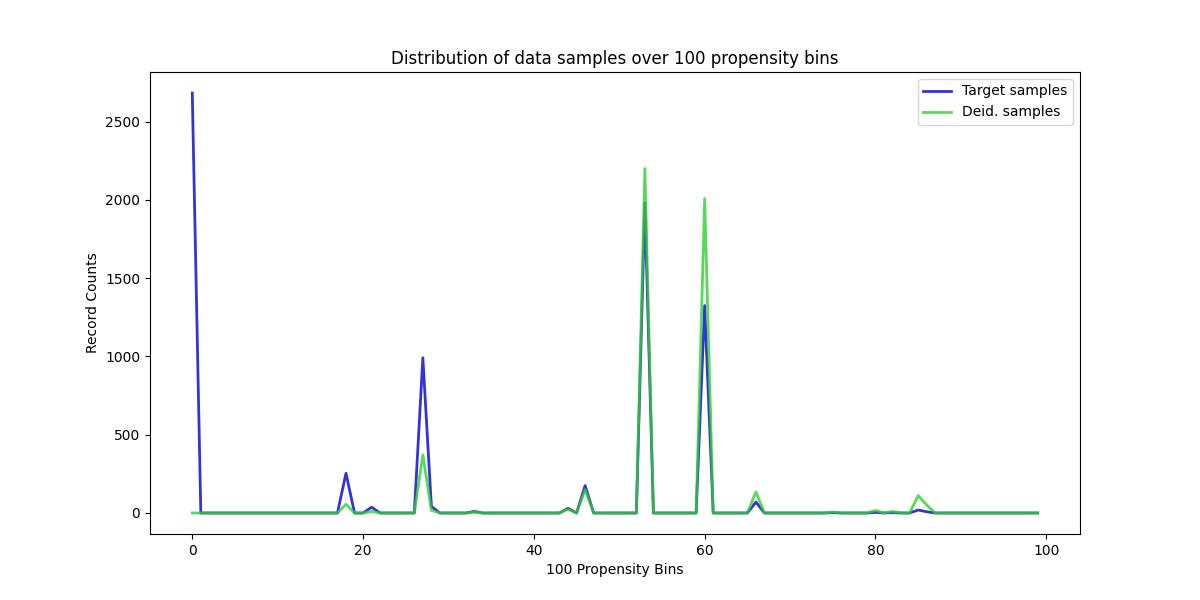 Distribution of data samples over 100 propensity bins
Target samples
Deid. samples
2500
2000
1500
1000
500
0
Record Counts
0 20 40 60 80 100
100 Propensity Bins